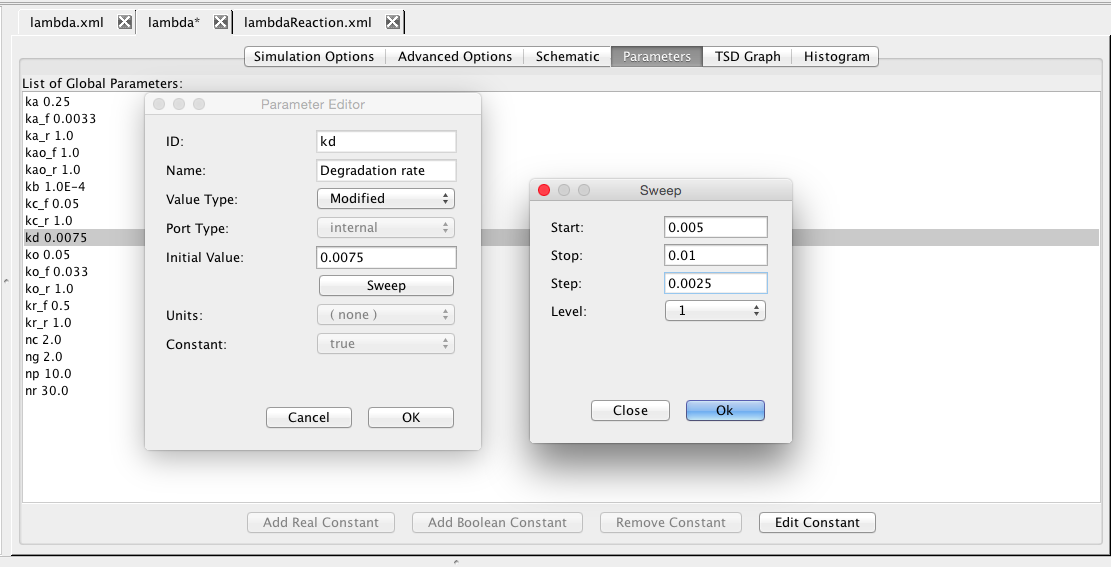 lambda.xml
lambda*
lambdaReaction.xml
Simulation Options
Advanced Options
Schematic
Parameters
TSD Graph
Histogram
List of Global Parameters:
ka 0.25
ka_f 0.0033
ka_r 1.0
kao_f 1.0
kao_r 1.0
kb 1.0E-4
kc_f 0.05
kc_r 1.0
kd 0.0075
ko 0.05
ko_f 0.033
ko_r 1.0
kr_f 0.5
kr_r 1.0
nc 2.0
ng 2.0
np 10.0
nr 30.0
Parameter Editor
ID: kd
Name: Degradation rate
Value Type: Modified
Port Type: internal
Initial Value: 0.0075
Sweep
Units: ( none )
Constant: true
Cancel
OK
Sweep
Start: 0.005
Stop: 0.01
Step: 0.0025
Level: 1
Close
Ok
Add Real Constant
Add Boolean Constant
Remove Constant
Edit Constant